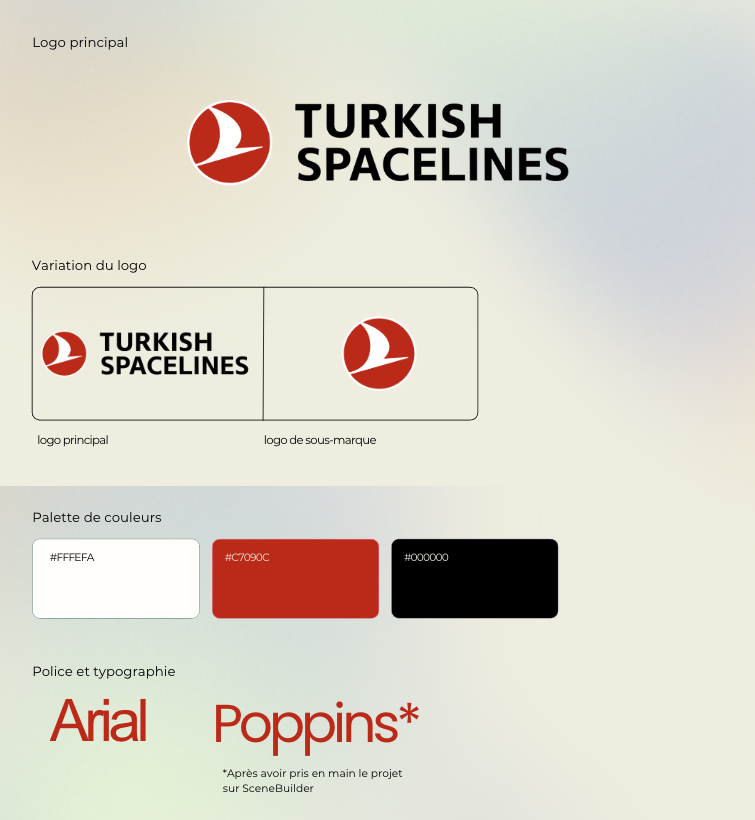 Logo principal
TURKISH
SPACELINES
Variation du logo
TURKISH
SPACELINES
logo principal
logo de sous-marque
Palette de couleurs
#FFFEFA
#C7090C
#000000
Police et typographie
Arial
Poppins*
*Après avoir pris en main le projet
sur SceneBuilder